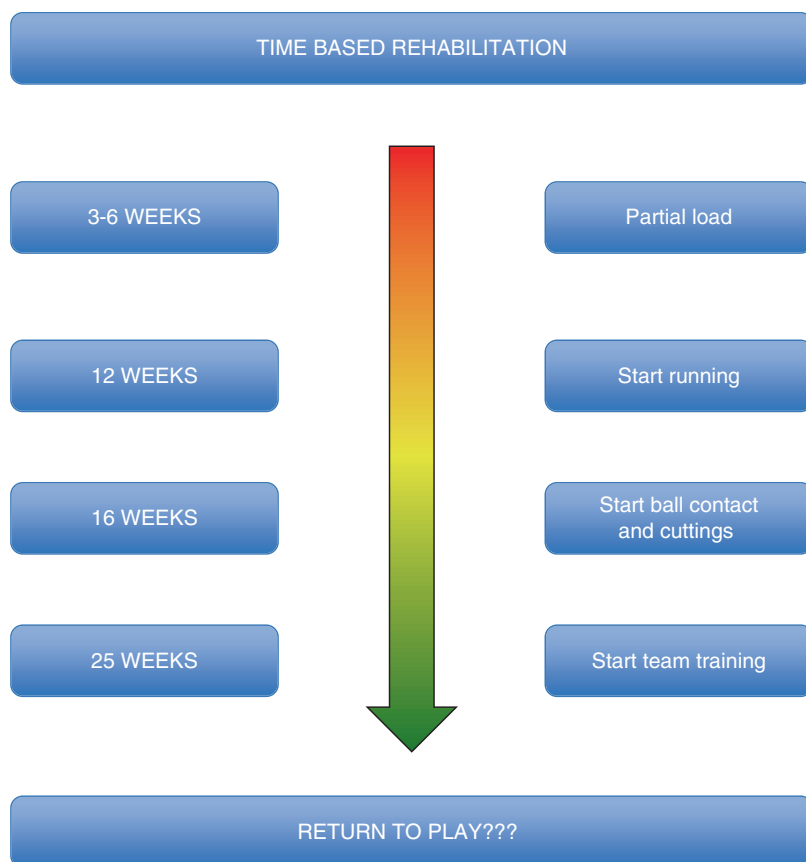 TIME BASED REHABILITATION
3-6 WEEKS
Partial load
12 WEEKS
Start running
16 WEEKS
Start ball contact
and cuttings
25 WEEKS
Start team training
RETURN TO PLAY???